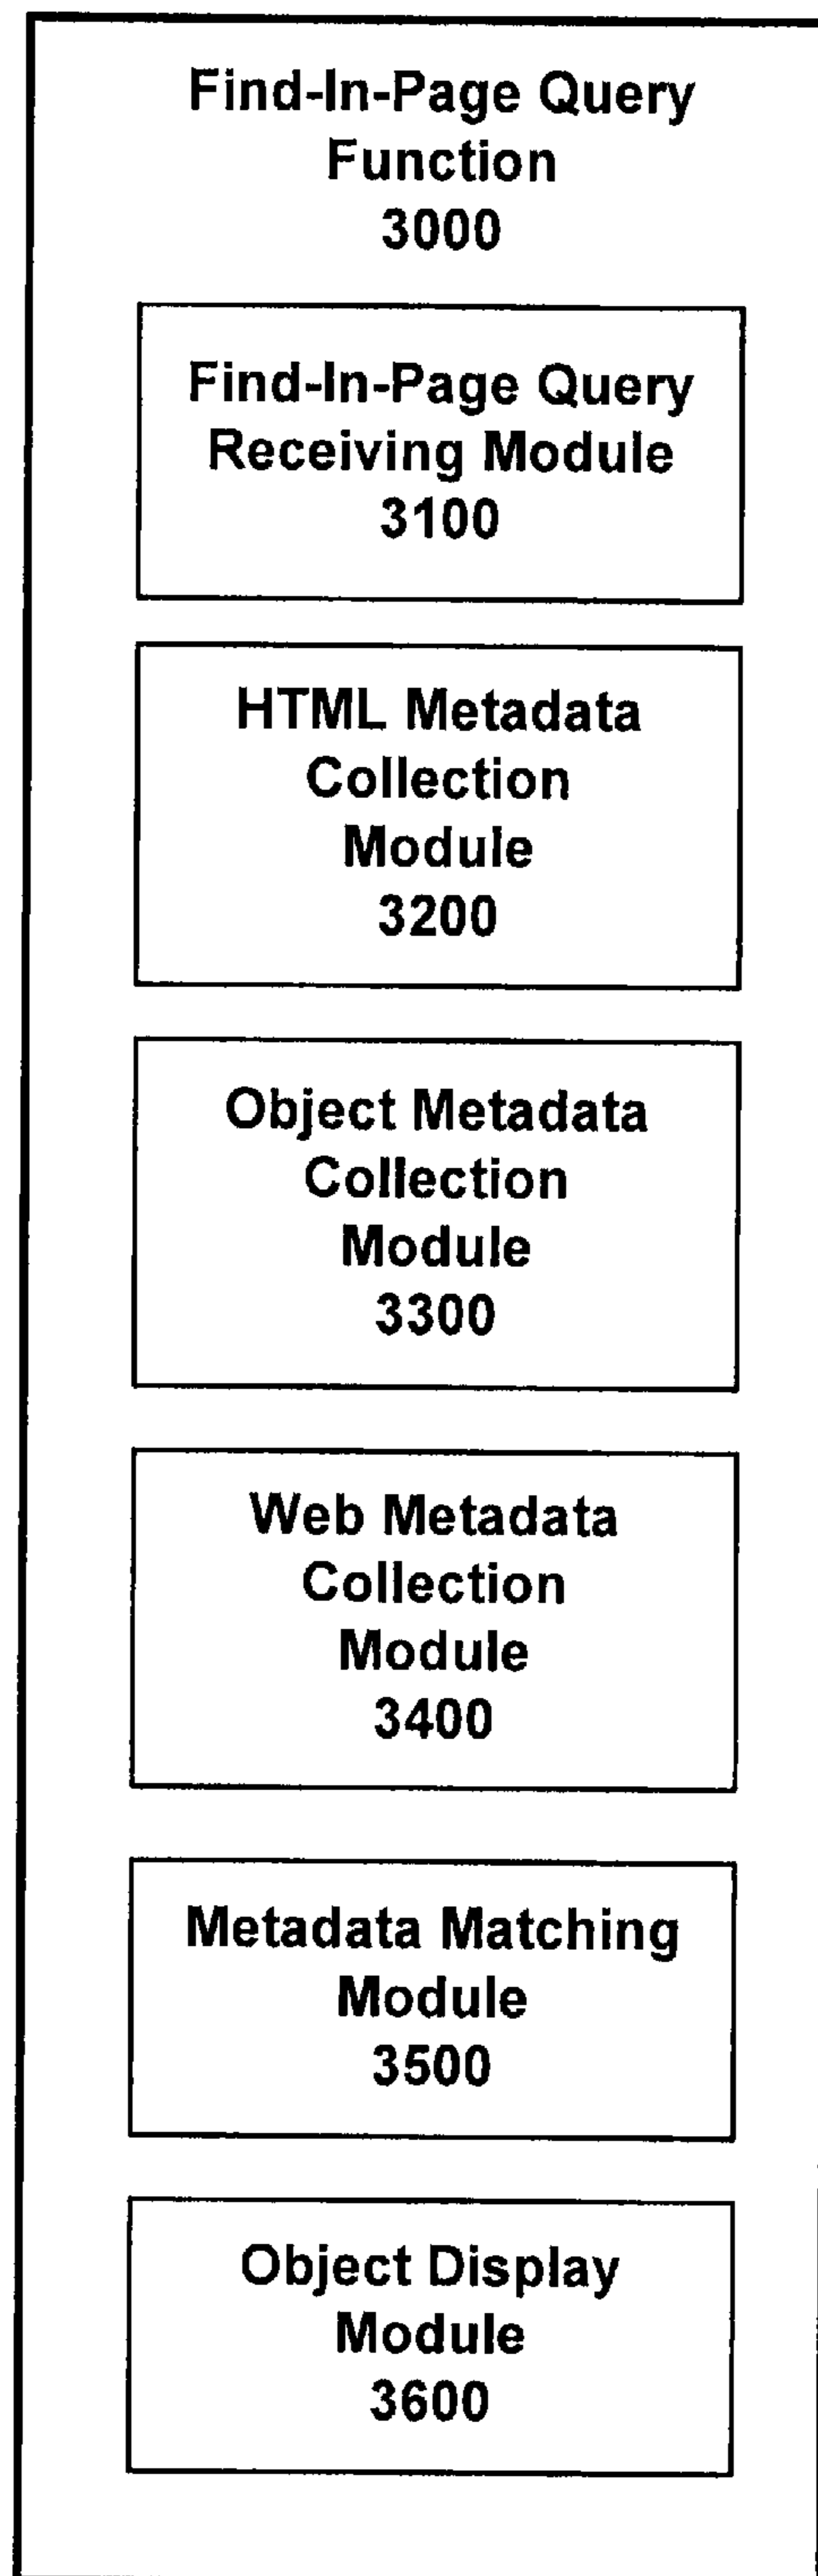 Find-In-Page Query
Function
3000
Find-In-Page Query
Receiving Module
3100
HTML Metadata
Collection
Module
3200
Object Metadata
Collection
Module
3300
Web Metadata
Collection
Module
3400
Metadata Matching
Module
3500
Object Display
Module
3600